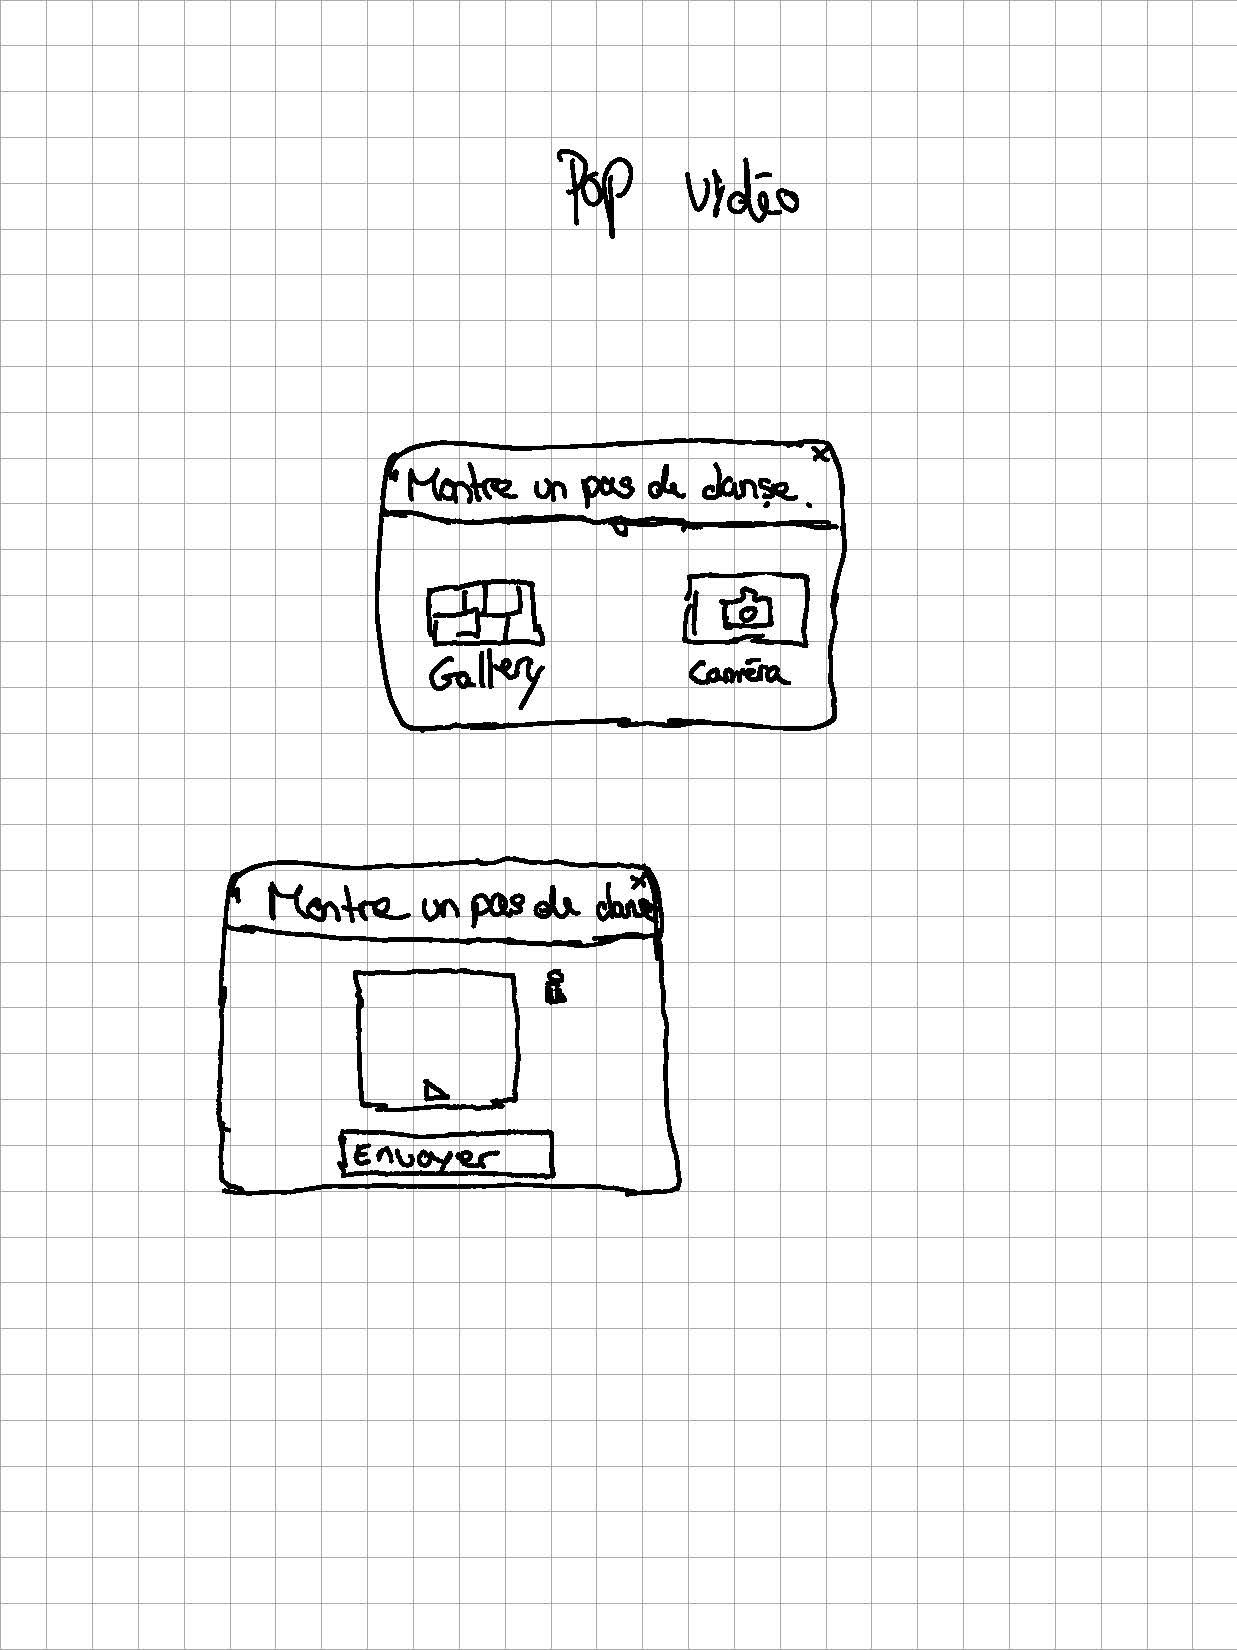 Pop vidéo
x
Montre un pas de danse.
Gallery
Caméra
x
Montre un pas de danse
Envoyer